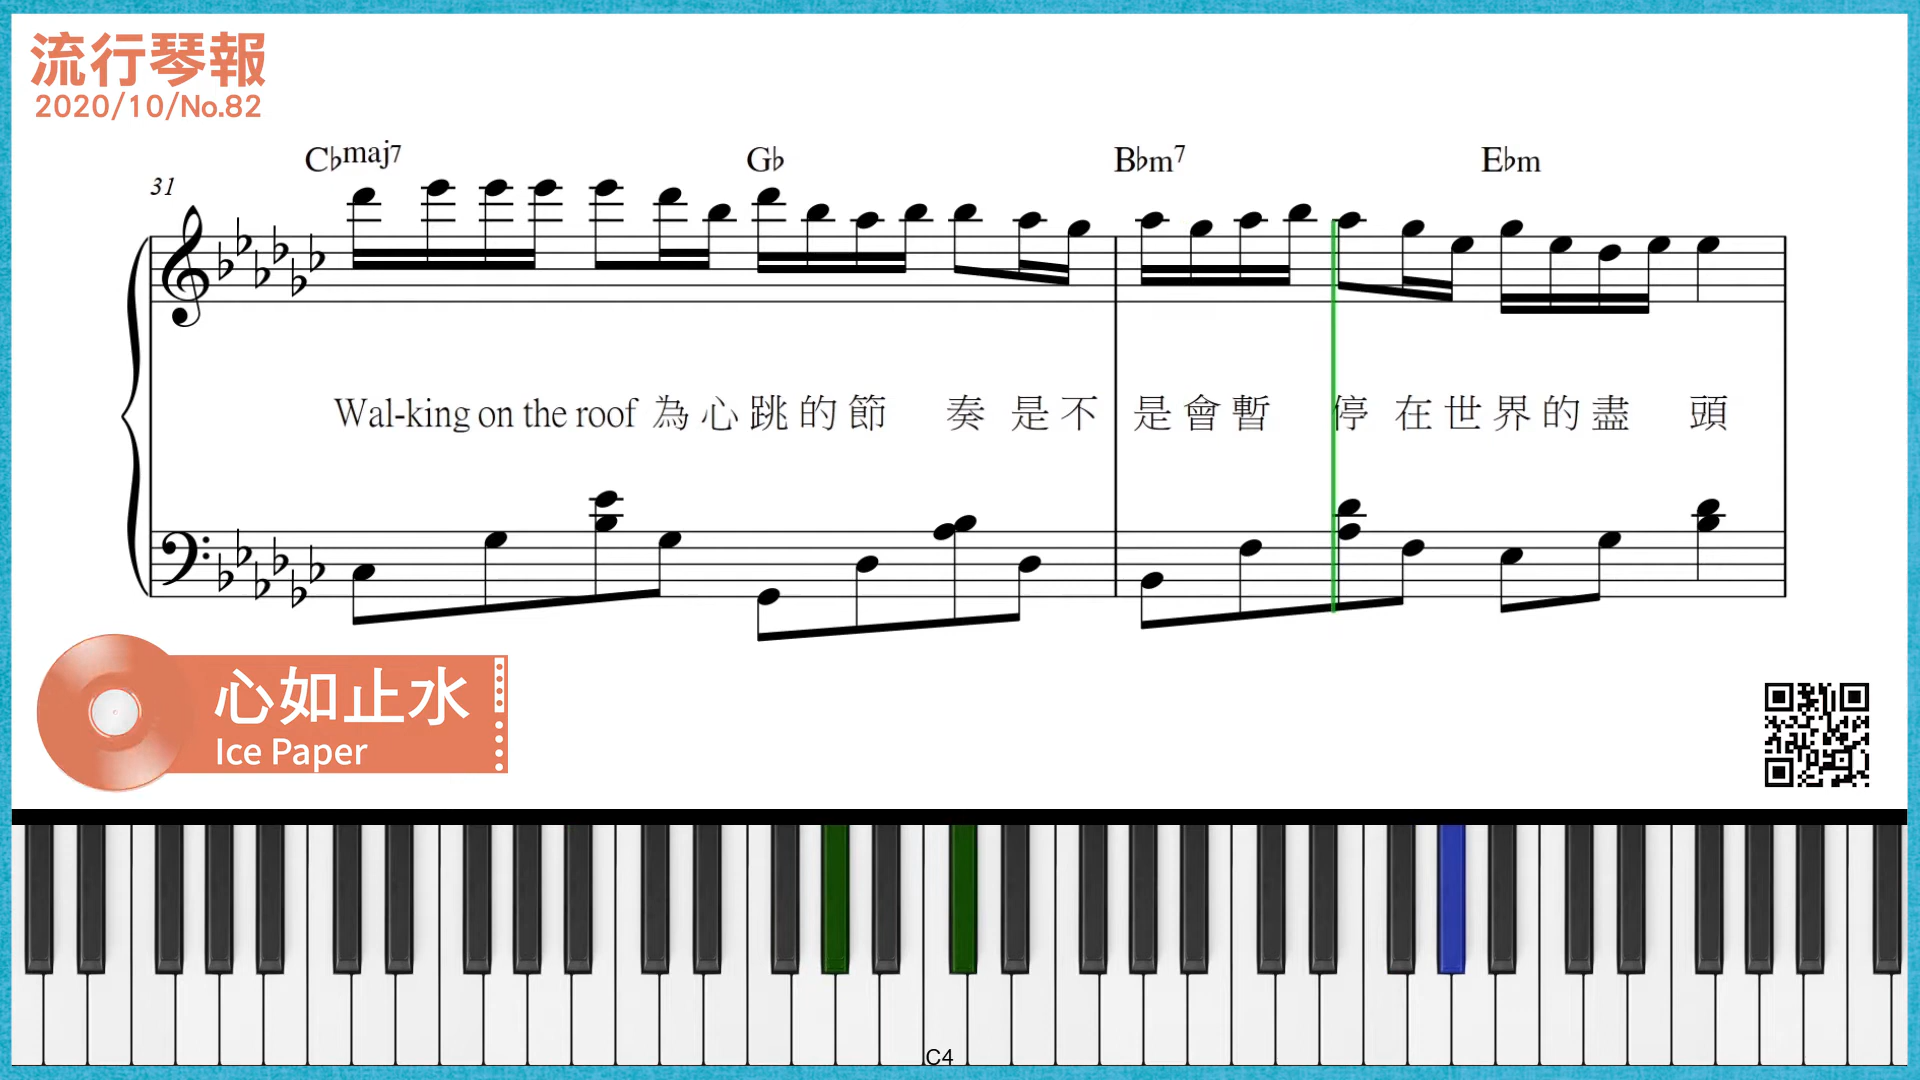 流行琴報
2020/10/No.82
C♭maj7 G♭ B♭m7 E♭m
31
Wal-king on the roof 為 心 跳 的 節 奏 是 不 是 會 暫 停 在 世 界 的 盡 頭
心如止水
Ice Paper
C4